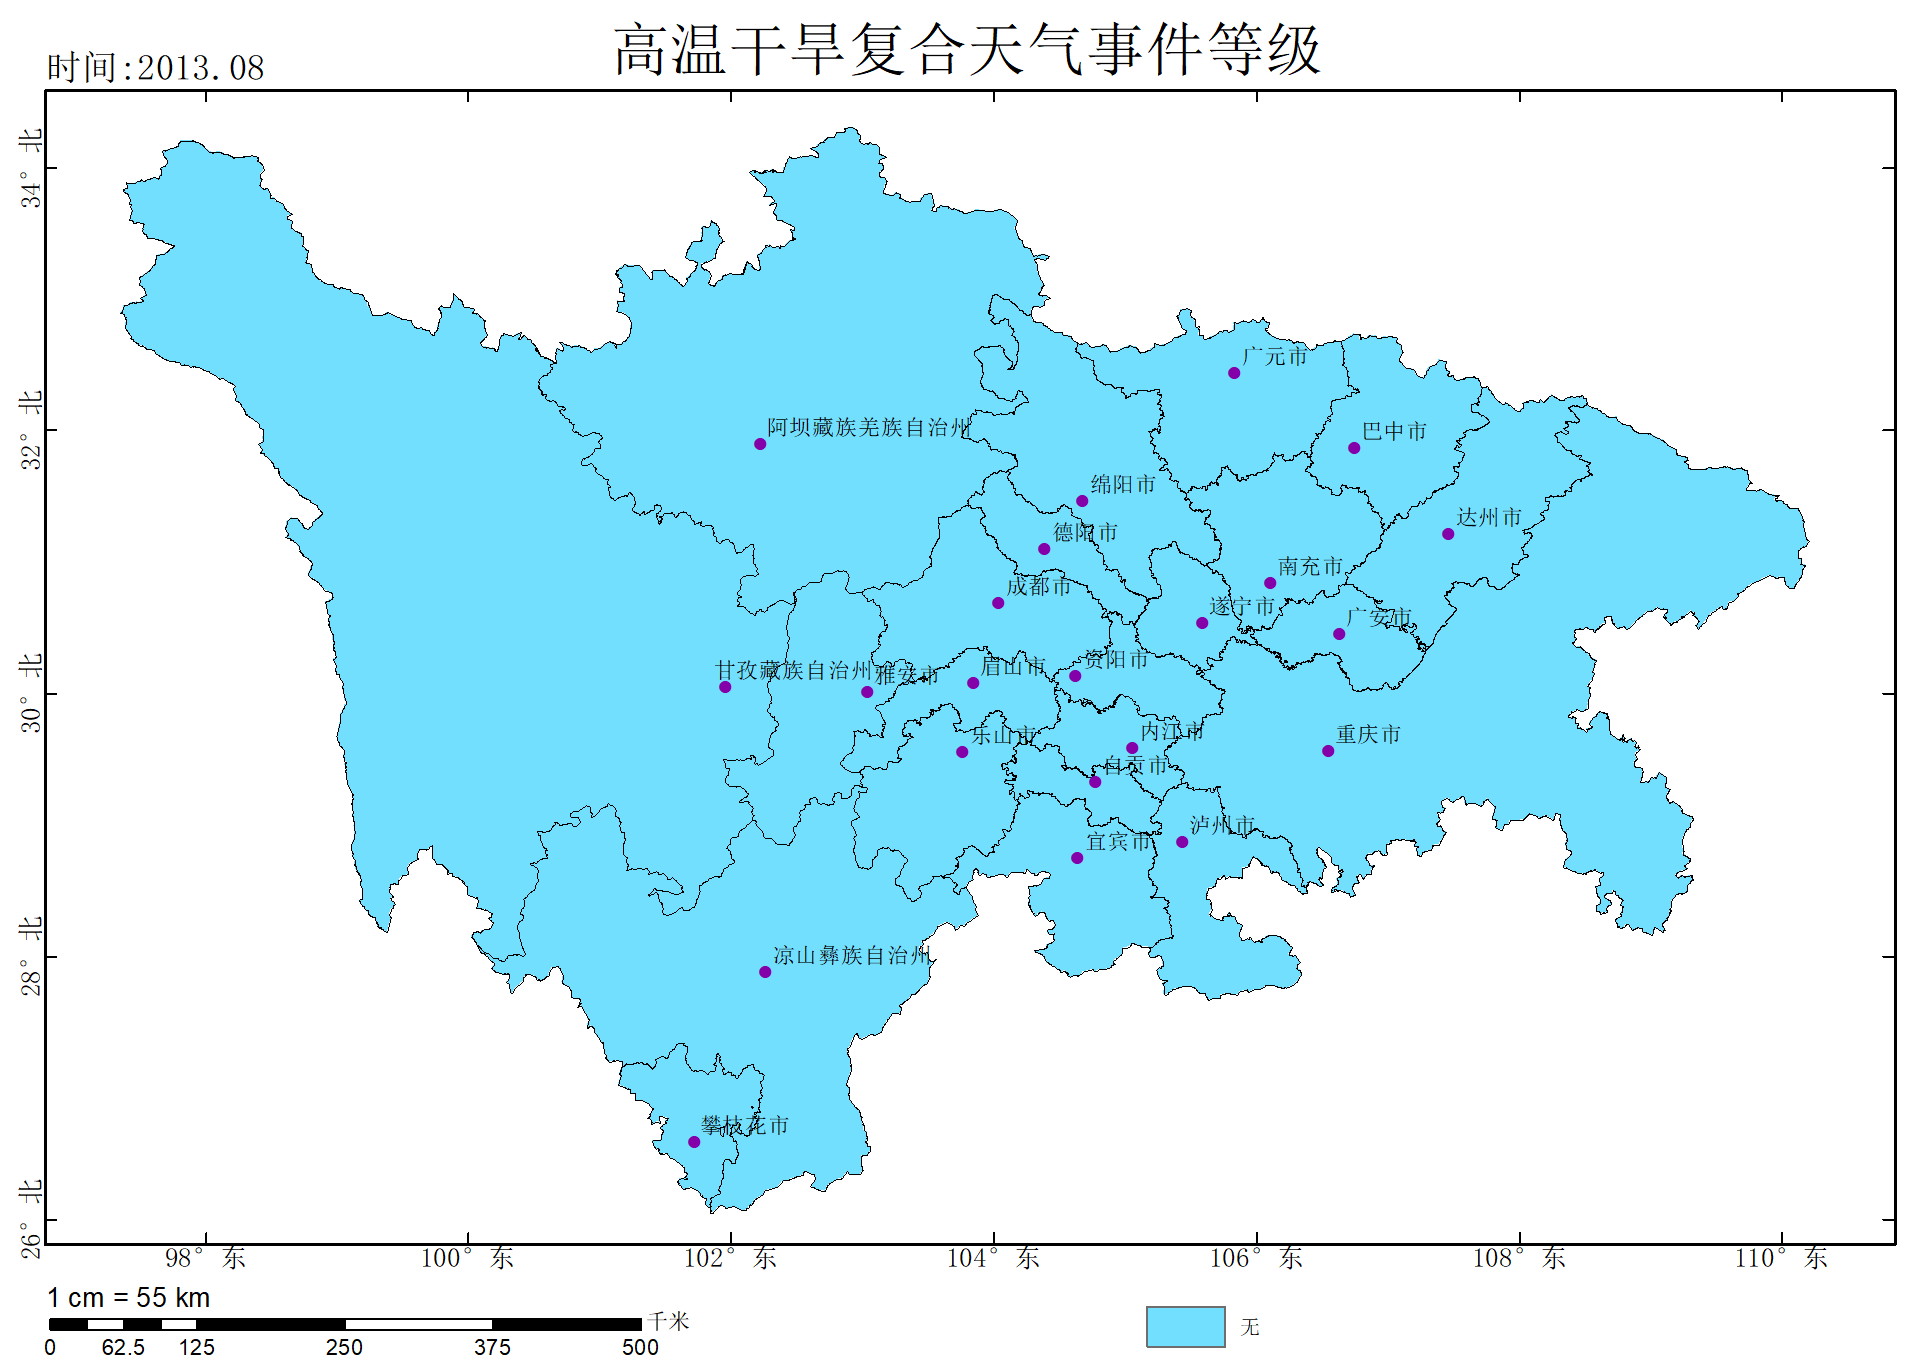 高温干旱复合天气事件等级
时间:2013.08
34° 北
32° 北
30° 北
28° 北
26° 北
广元市
阿坝藏族羌族自治州
巴中市
绵阳市
达州市
德阳市
南充市
成都市
遂宁市
广安市
甘孜藏族自治州
雅安市
眉山市
资阳市
乐山市
内江市
重庆市
自贡市
泸州市
宜宾市
凉山彝族自治州
攀枝花市
98° 东
100° 东
102° 东
104° 东
106° 东
108° 东
110° 东
1 cm = 55 km
千米
0 62.5 125 250 375 500
无